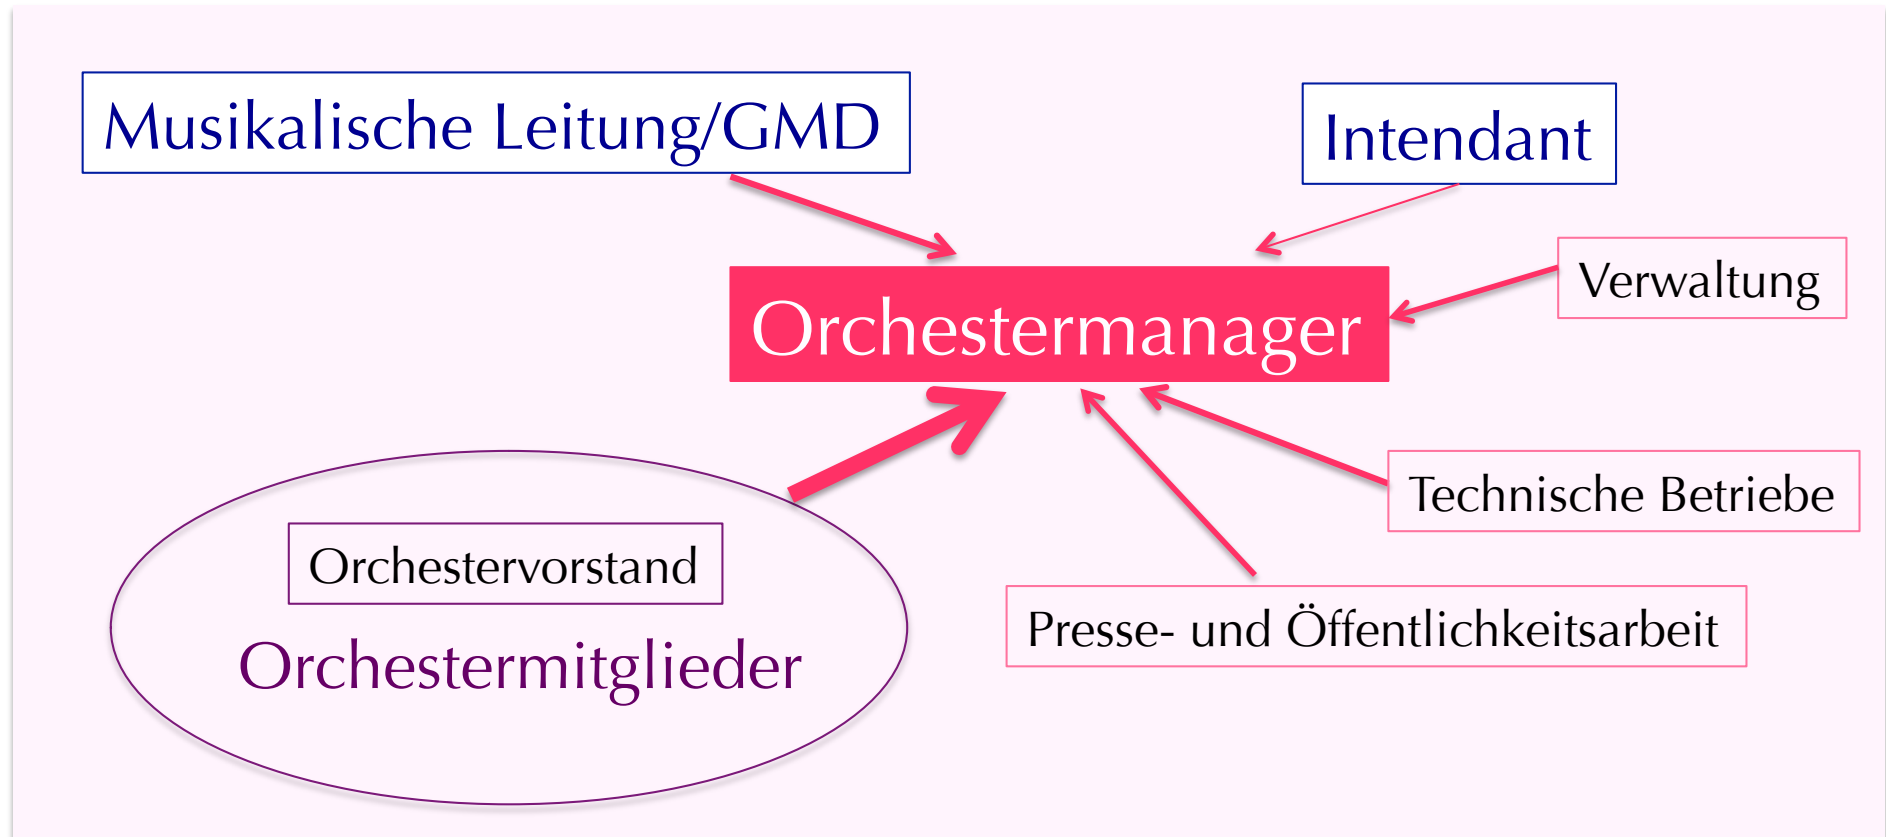 Musikalische Leitung/GMD
Intendant
Verwaltung
Orchestermanager
Technische Betriebe
Orchestervorstand
Presse- und Öffentlichkeitsarbeit
Orchestermitglieder